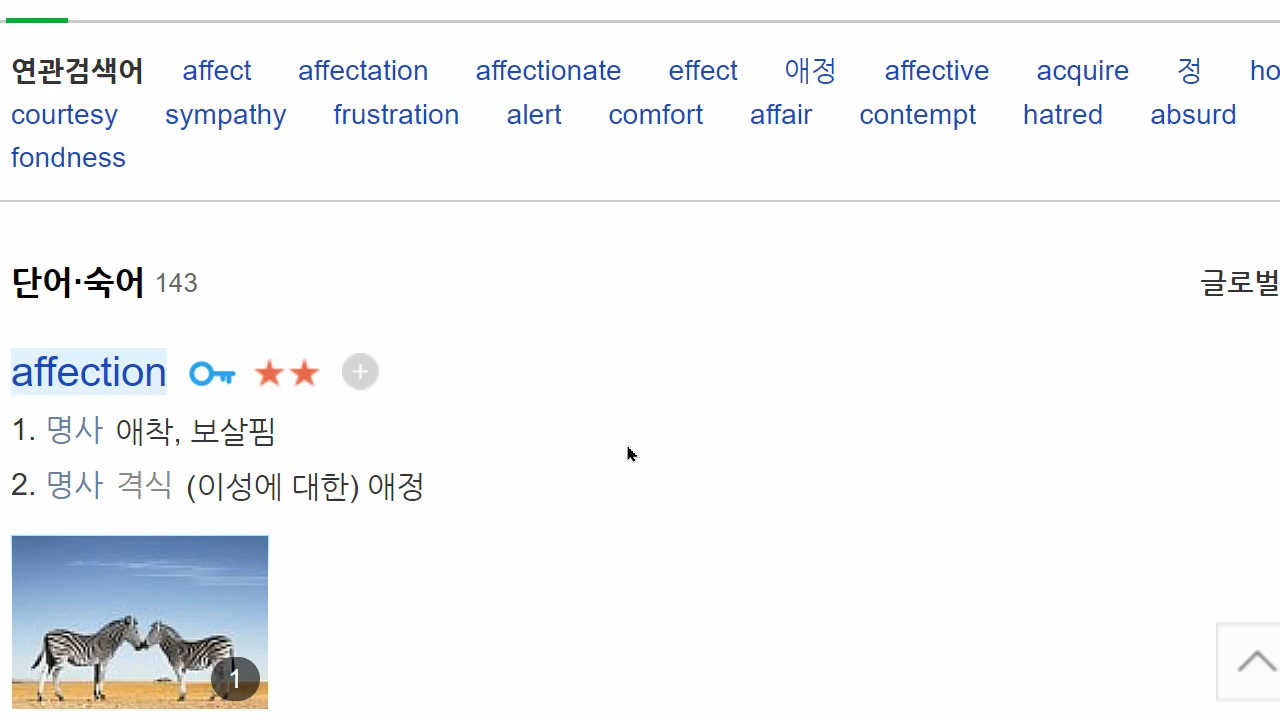 연관검색어 affect affectation affectionate effect 애정 affective acquire 정 ho
courtesy sympathy frustration alert comfort affair contempt hatred absurd
fondness
단어·숙어 143 글로벌
affection
1. 명사 애착, 보살핌
2. 명사 격식 (이성에 대한) 애정
1